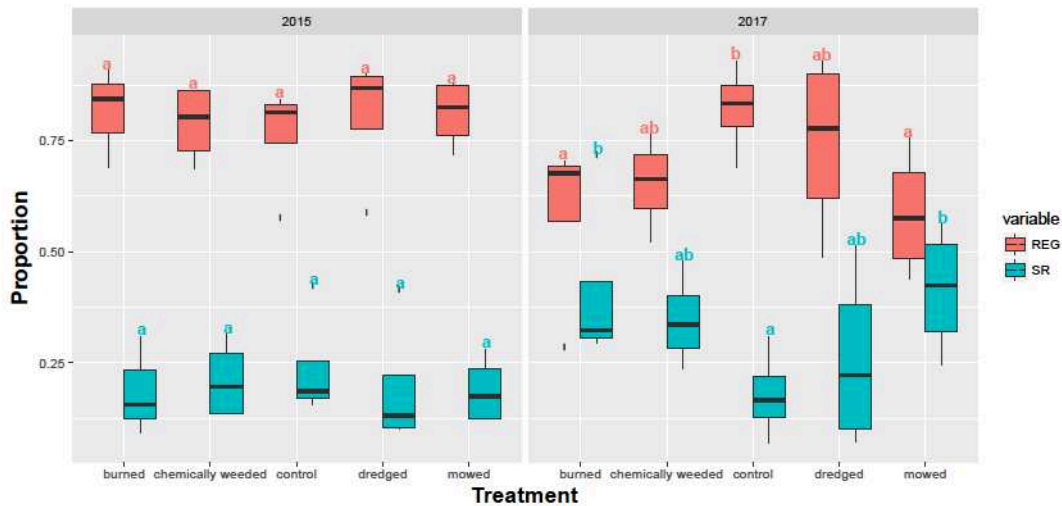 2015
2017
a
a
a
a
a
a
a
a
a
a
a
b
ab
b
ab
a
ab
a
ab
b
0.75
0.50
0.25
Proportion
burned
chemically weeded
control
dredged
mowed
burned
chemically weeded
control
dredged
mowed
Treatment
variable
REG
SR